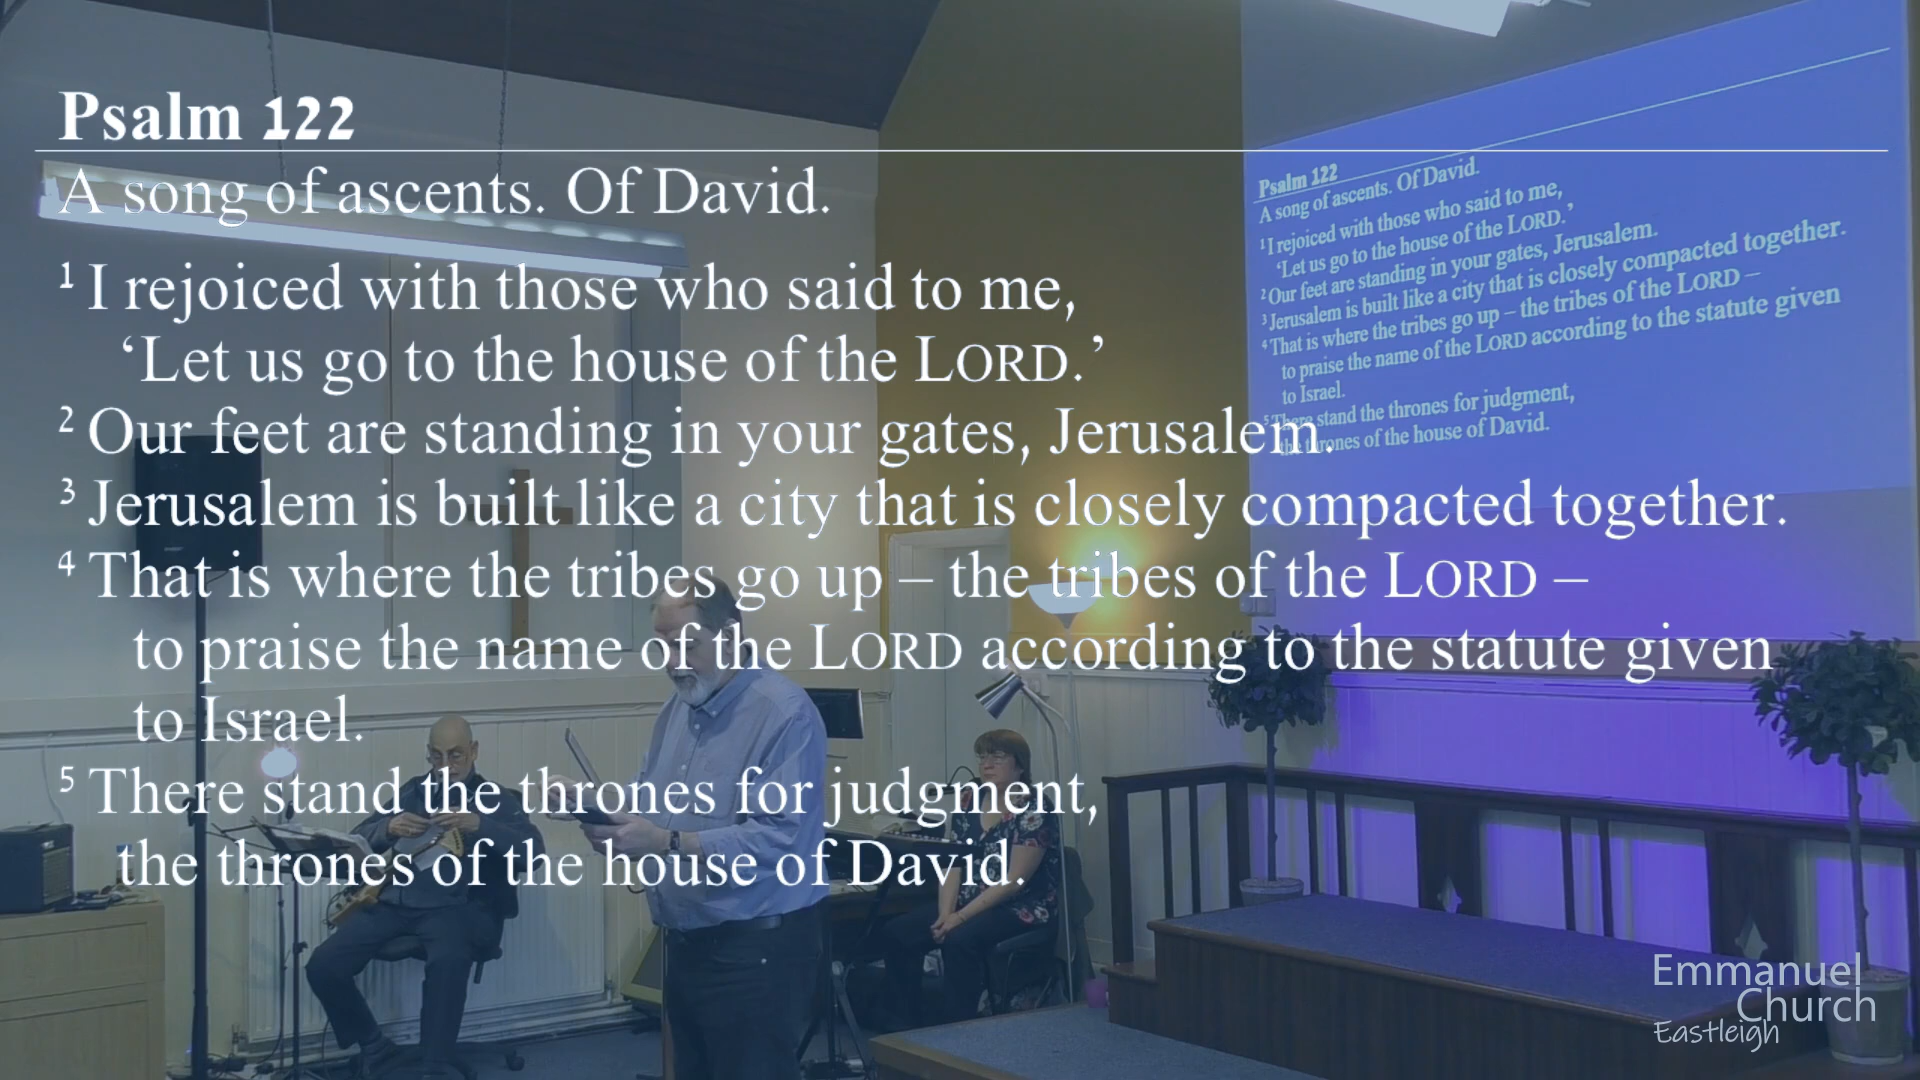 Psalm 122
A song of ascents. Of David.
1 I rejoiced with those who said to me,
‘Let us go to the house of the LORD.’
2 Our feet are standing in your gates, Jerusalem.
3 Jerusalem is built like a city that is closely compacted together.
4 That is where the tribes go up – the tribes of the LORD –
to praise the name of the LORD according to the statute given
to Israel.
5 There stand the thrones for judgment,
the thrones of the house of David.
Psalm 122
A song of ascents. Of David.
1 I rejoiced with those who said to me,
‘Let us go to the house of the LORD.’
2 Our feet are standing in your gates, Jerusalem.
3 Jerusalem is built like a city that is closely compacted together.
4 That is where the tribes go up – the tribes of the LORD –
to praise the name of the LORD according to the statute given
to Israel.
5 There stand the thrones for judgment,
the thrones of the house of David.
Emmanuel
Church
Eastleigh